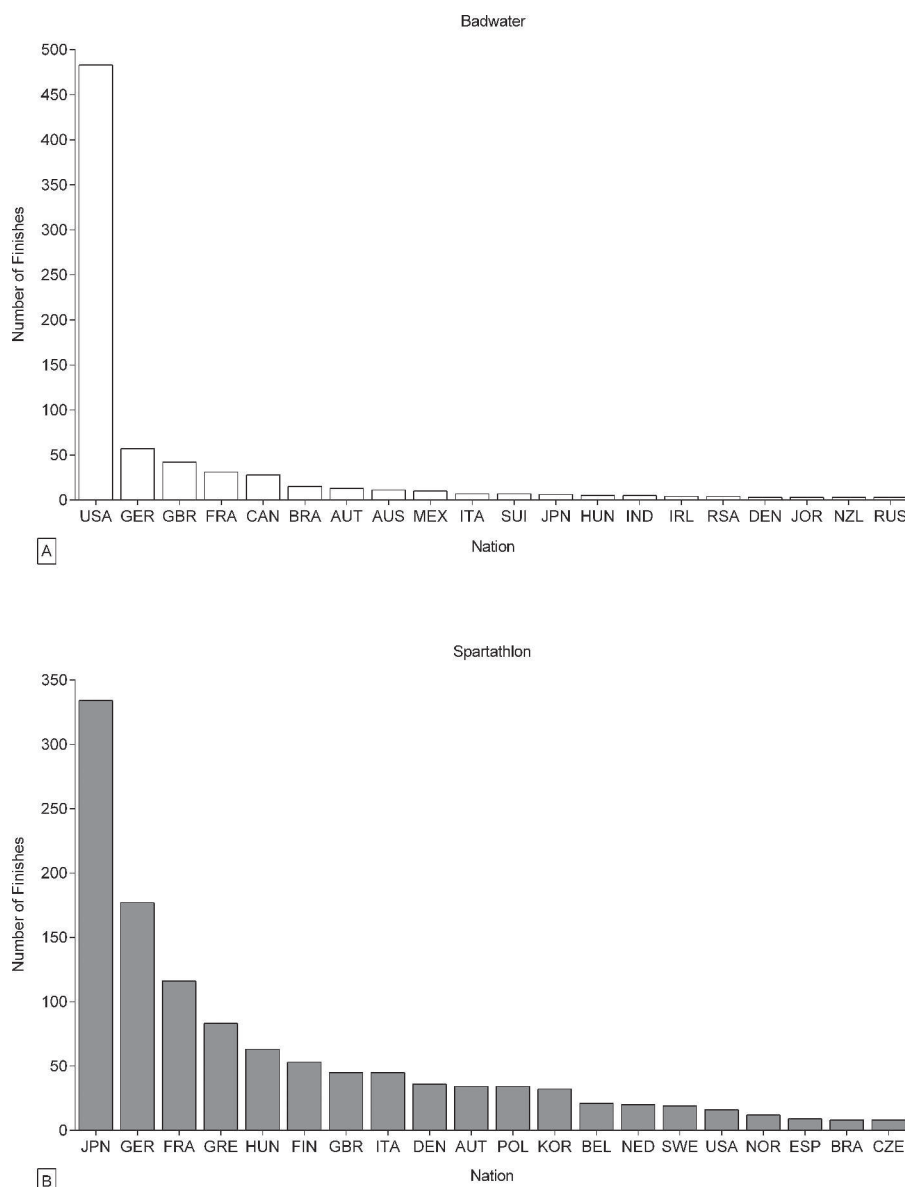 Badwater
500
450
400
350
300
250
200
150
100
50
0
Number of Finishes
USA GER GBR FRA CAN BRA AUT AUS MEX ITA SUI JPN HUN IND IRL RSA DEN JOR NZL RUS
Nation
A
Spartathlon
350
300
250
200
150
100
50
0
Number of Finishes
JPN GER FRA GRE HUN FIN GBR ITA DEN AUT POL KOR BEL NED SWE USA NOR ESP BRA CZE
Nation
B